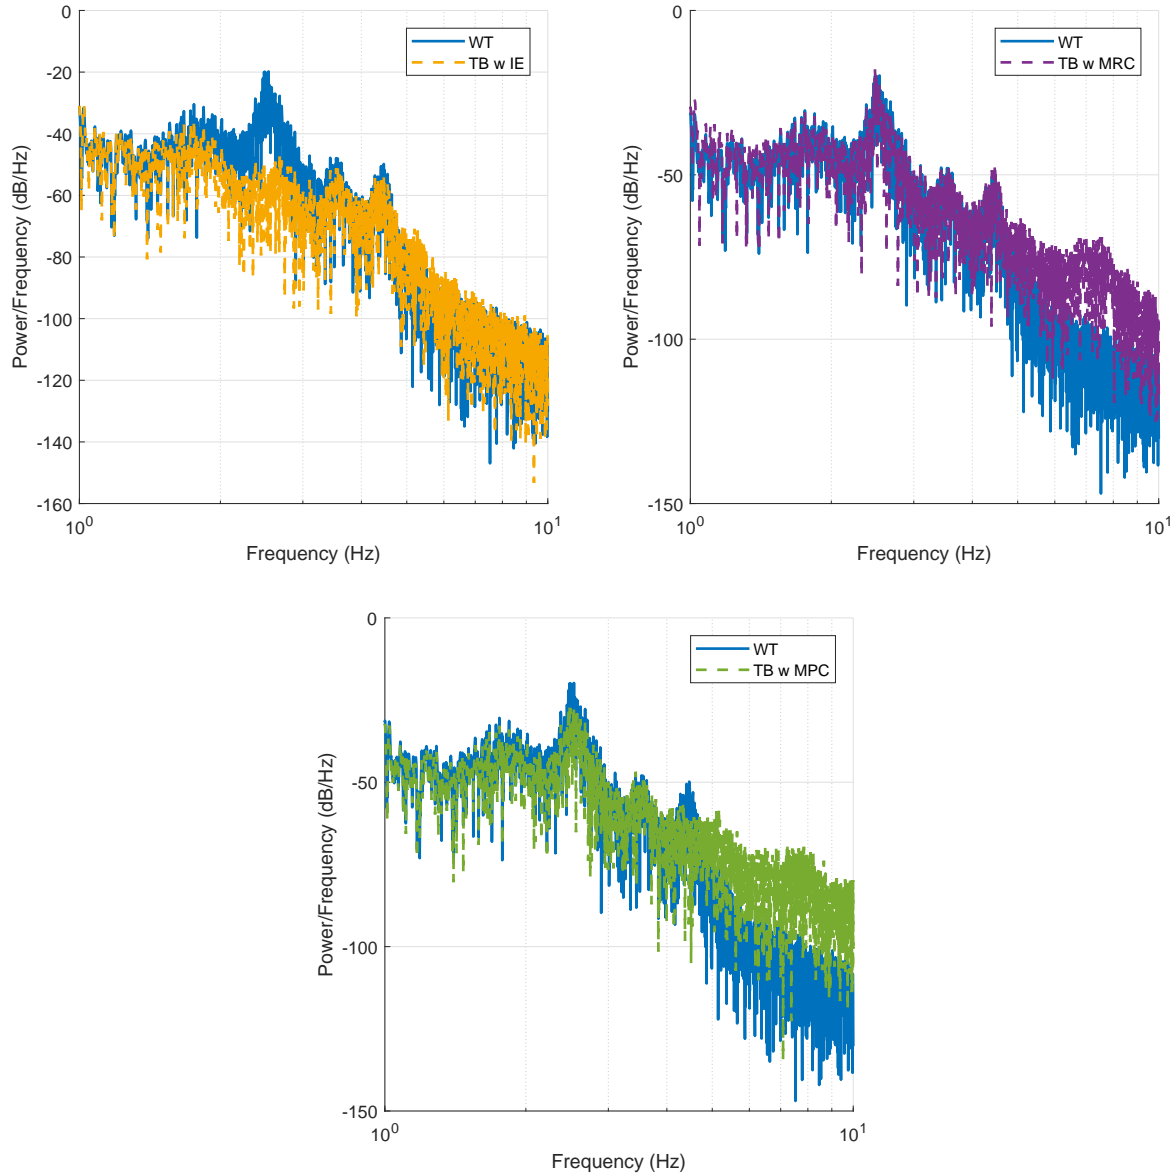 0
-20
-40
-60
-80
-100
-120
-140
-160
Power/Frequency (dB/Hz)
WT
TB w IE
10^0
10^1
Frequency (Hz)
0
-50
-100
-150
Power/Frequency (dB/Hz)
WT
TB w MRC
10^0
10^1
Frequency (Hz)
0
-50
-100
-150
Power/Frequency (dB/Hz)
WT
TB w MPC
10^0
10^1
Frequency (Hz)